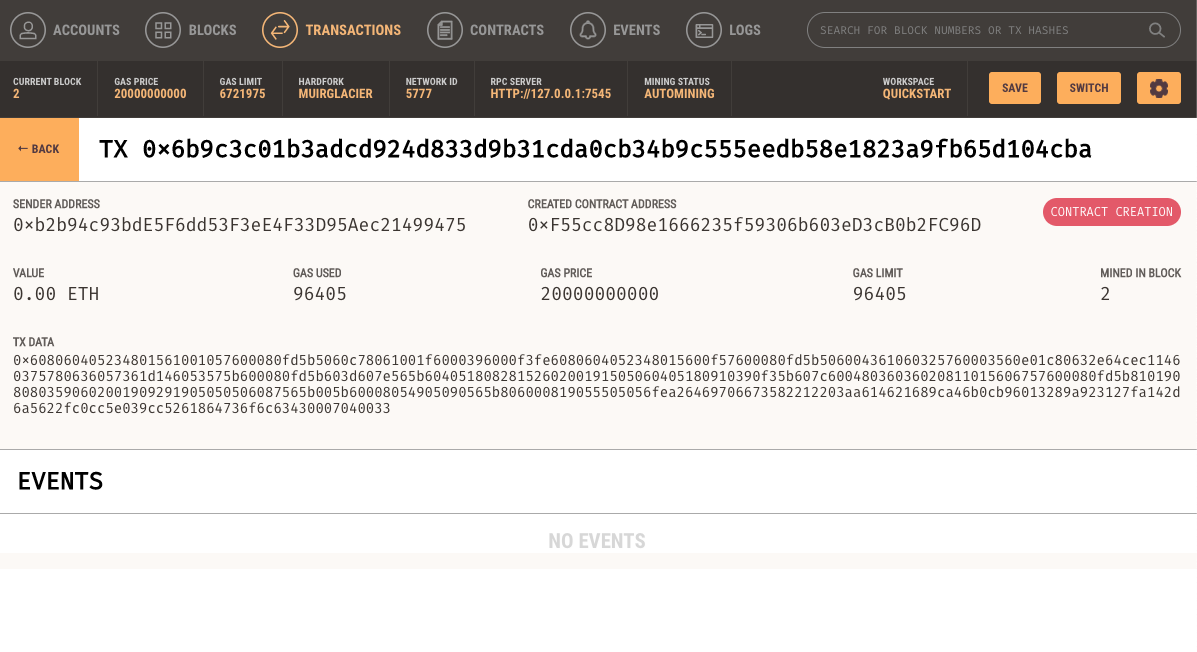 ACCOUNTS BLOCKS TRANSACTIONS CONTRACTS EVENTS LOGS SEARCH FOR BLOCK NUMBERS OR TX HASHES
CURRENT BLOCK GAS PRICE GAS LIMIT HARDFORK NETWORK ID RPC SERVER MINING STATUS WORKSPACE
2 20000000000 6721975 MUIRGLACIER 5777 HTTP://127.0.0.1:7545 AUTOMINING QUICKSTART SAVE SWITCH
← BACK TX 0×6b9c3c01b3adcd924d833d9b31cda0cb34b9c555eedb58e1823a9fb65d104cba
SENDER ADDRESS CREATED CONTRACT ADDRESS
0×b2b94c93bdE5F6dd53F3eE4F33D95Aec21499475 0×F55cc8D98e1666235f59306b603eD3cB0b2FC96D CONTRACT CREATION
VALUE GAS USED GAS PRICE GAS LIMIT MINED IN BLOCK
0.00 ETH 96405 20000000000 96405 2
TX DATA
0×608060405234801561001057600080fd5b5060c78061001f6000396000f3fe6080604052348015600f57600080fd5b506004361060325760003560e01c80632e64cec1146
0375780636057361d146053575b600080fd5b603d607e565b6040518082815260200191505060405180910390f35b607c60048036036020811015606757600080fd5b810190
8080359060200190929190505050506087565b005b60008054905090565b806000819055505056fea26469706673582212203aa614621689ca46b0cb96013289a923127fa142d
6a5622fc0cc5e039cc5261864736f6c63430007040033
EVENTS
NO EVENTS